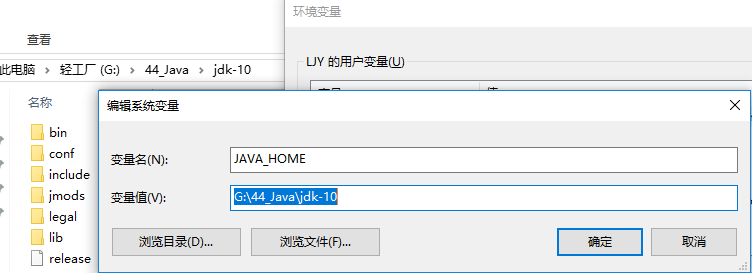 环境变量
查看
LJY 的用户变量(U)
此电脑 轻工厂 (G:) 44_Java jdk-10
名称
bin
conf
include
jmods
legal
lib
release
编辑系统变量
变量名(N):
JAVA_HOME
变量值(V):
G:\44_Java\jdk-10
浏览目录(D)...
浏览文件(F)...
确定
取消